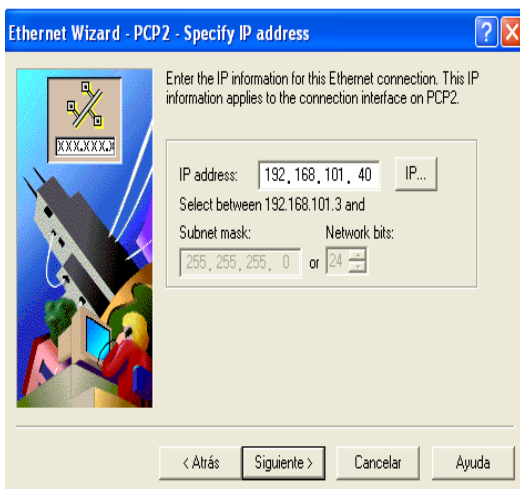 Ethernet Wizard - PCP2 - Specify IP address
Enter the IP information for this Ethernet connection. This IP
information applies to the connection interface on PCP2.
XXX.XXX.X
IP address: 192.168.101.40 IP...
Select between 192.168.101.3 and
Subnet mask: Network bits:
255.255.255.0 or 24
< Atrás Siguiente > Cancelar Ayuda